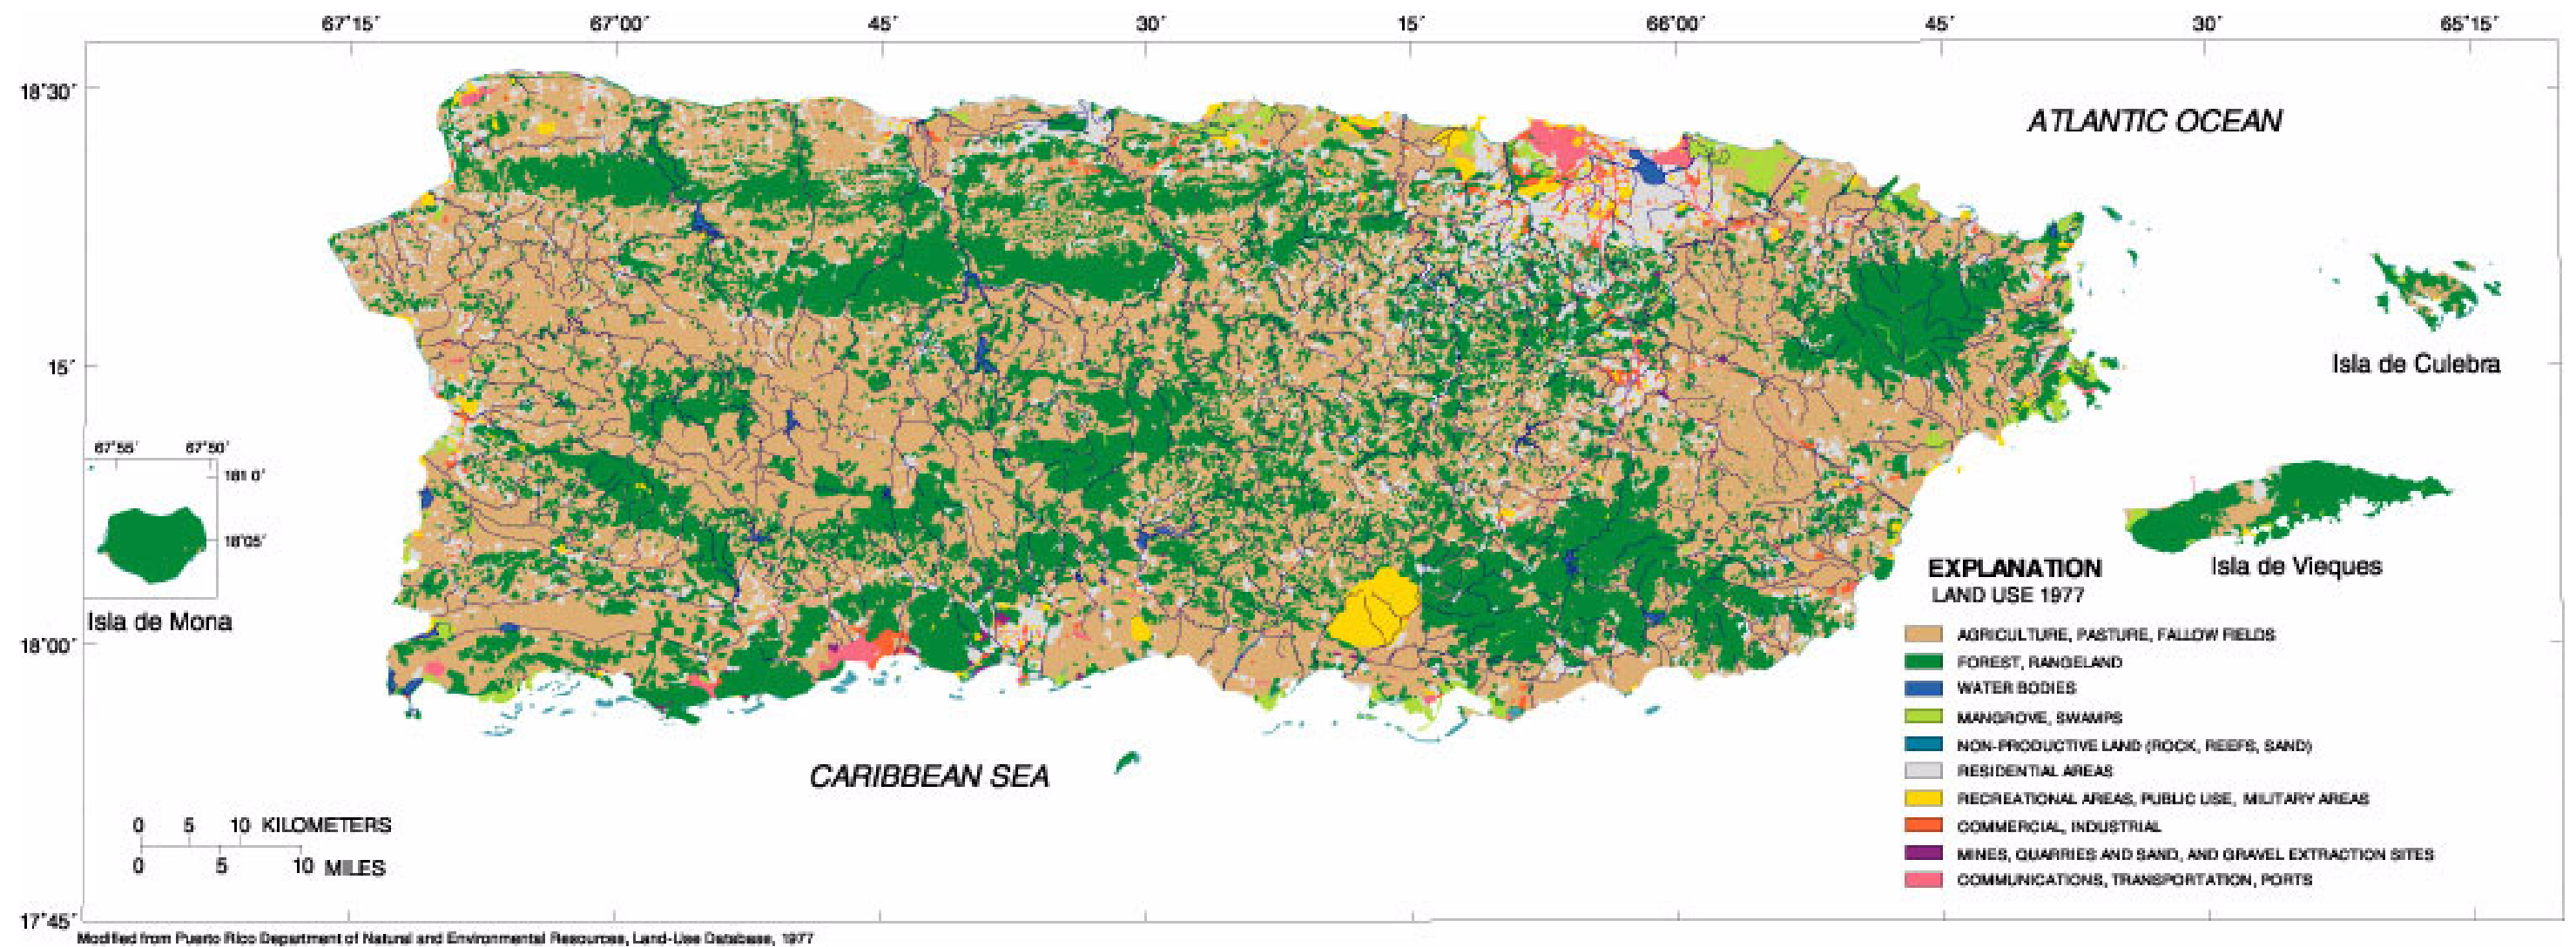 67°15´ 67°00´ 45´ 30´ 15´ 66°00´ 45´ 30´ 65°15´
18°30´
ATLANTIC OCEAN
15´
Isla de Culebra
67°55´ 67°50´
181 0´
18°05´
Isla de Mona
Isla de Vieques
18°00´
EXPLANATION
LAND USE 1977
AGRICULTURE, PASTURE, FALLOW FIELDS
FOREST, RANGELAND
WATER BODIES
MANGROVE, SWAMPS
NON-PRODUCTIVE LAND (ROCK, REEFS, SAND)
RESIDENTIAL AREAS
RECREATIONAL AREAS, PUBLIC USE, MILITARY AREAS
COMMERCIAL, INDUSTRIAL
MINES, QUARRIES AND SAND, AND GRAVEL EXTRACTION SITES
COMMUNICATIONS, TRANSPORTATION, PORTS
CARIBBEAN SEA
0 5 10 KILOMETERS
0 5 10 MILES
17°45´
Modified from Puerto Rico Department of Natural and Environmental Resources, Land-Use Database, 1977